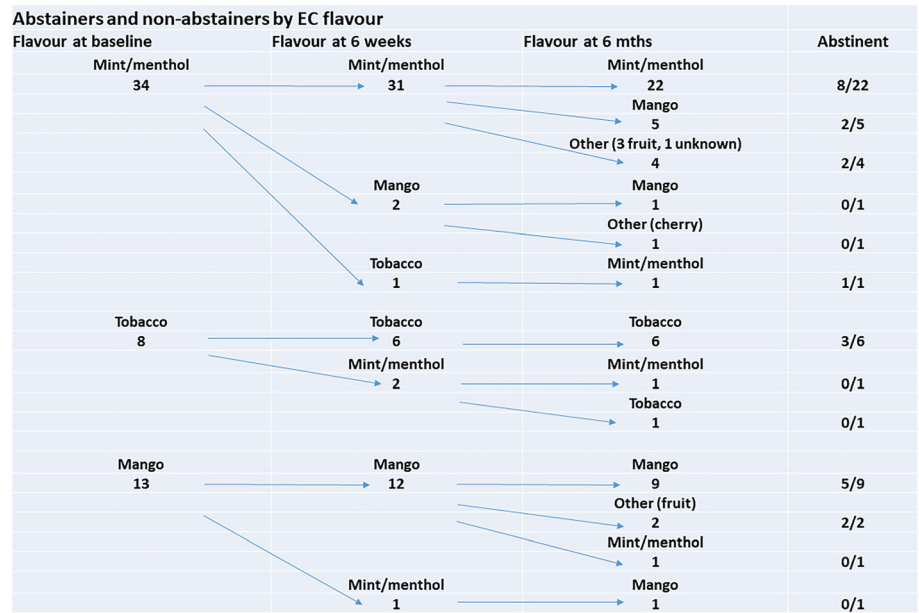 Abstainers and non-abstainers by EC flavour
Flavour at baseline Flavour at 6 weeks Flavour at 6 mths Abstinent
Mint/menthol Mint/menthol Mint/menthol
34 31 22 8/22
Mango
5 2/5
Other (3 fruit, 1 unknown)
4 2/4
Mango Mango
2 1 0/1
Other (cherry)
1 0/1
Tobacco Mint/menthol
1 1 1/1
Tobacco Tobacco Tobacco
8 6 6 3/6
Mint/menthol Mint/menthol
2 1 0/1
Tobacco
1 0/1
Mango Mango Mango
13 12 9 5/9
Other (fruit)
2 2/2
Mint/menthol
1 0/1
Mint/menthol Mango
1 1 0/1